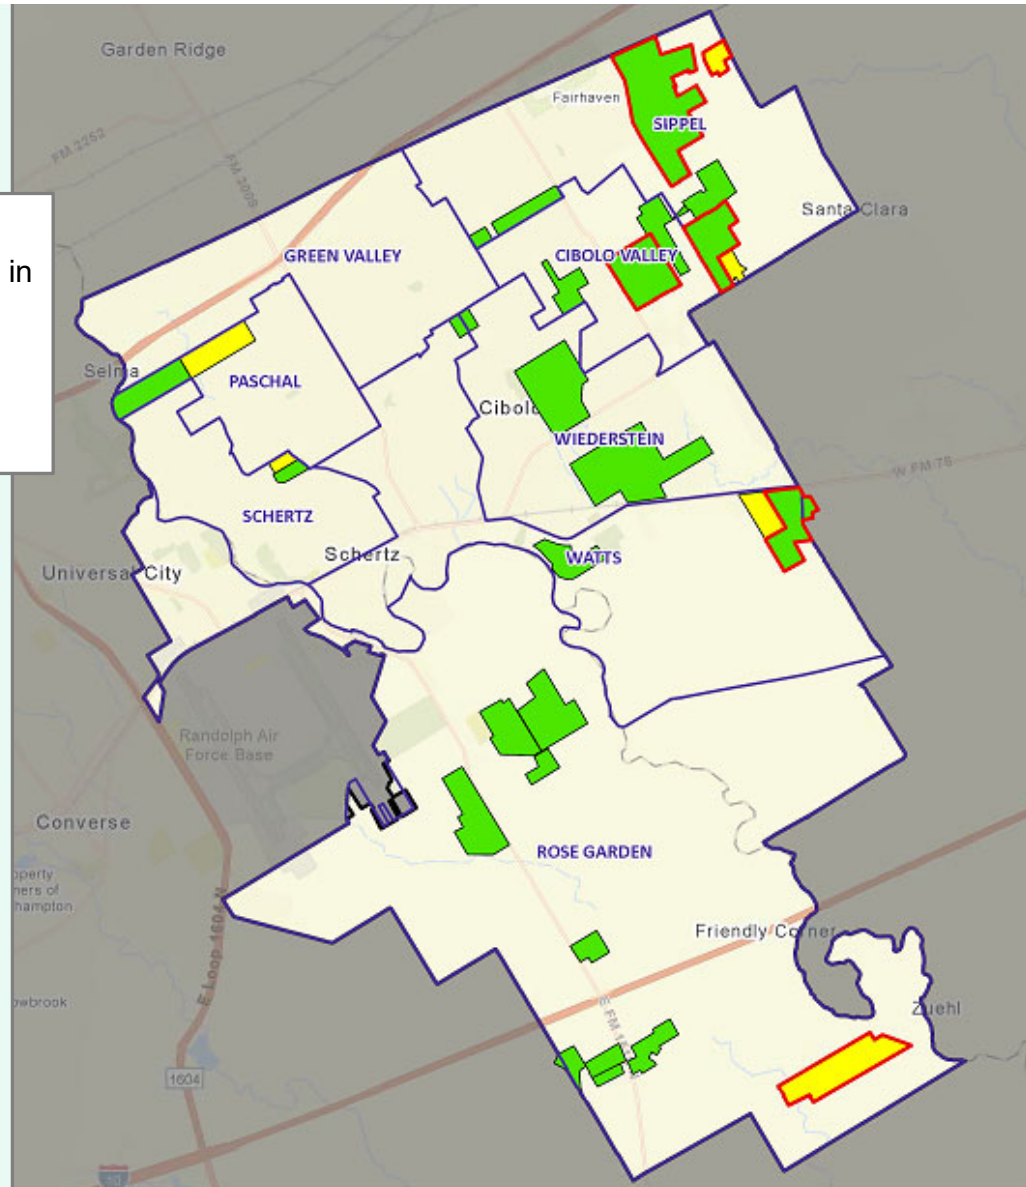 Garden Ridge
FM 2252
FM 2009
Fairhaven
SIPPEL
in
Santa Clara
GREEN VALLEY
CIBOLO VALLEY
Selma
PASCHAL
Cibolo
WIEDERSTEIN
W FM 78
SCHERTZ
Schertz
WATTS
Universal City
Randolph Air
Force Base
Converse
ROSE GARDEN
E Loop 1604 N
Friendly Corner
Zuehl
1604
10